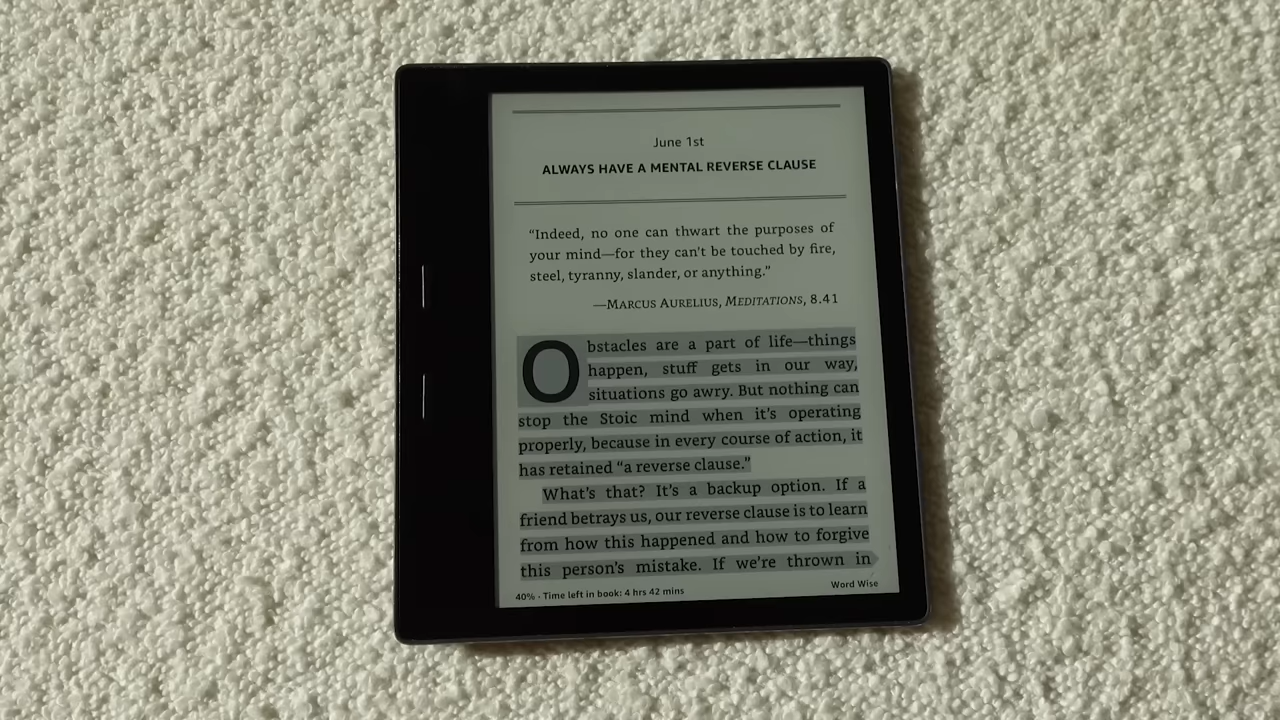 June 1st
ALWAYS HAVE A MENTAL REVERSE CLAUSE
“Indeed, no one can thwart the purposes of
your mind—for they can’t be touched by fire,
steel, tyranny, slander, or anything.”
—MARCUS AURELIUS, MEDITATIONS, 8.41
Obstacles are a part of life—things
happen, stuff gets in our way,
situations go awry. But nothing can
stop the Stoic mind when it’s operating
properly, because in every course of action, it
has retained “a reverse clause.”
What’s that? It’s a backup option. If a
friend betrays us, our reverse clause is to learn
from how this happened and how to forgive
this person’s mistake. If we’re thrown in
40% - Time left in book: 4 hrs 42 mins
Word Wise